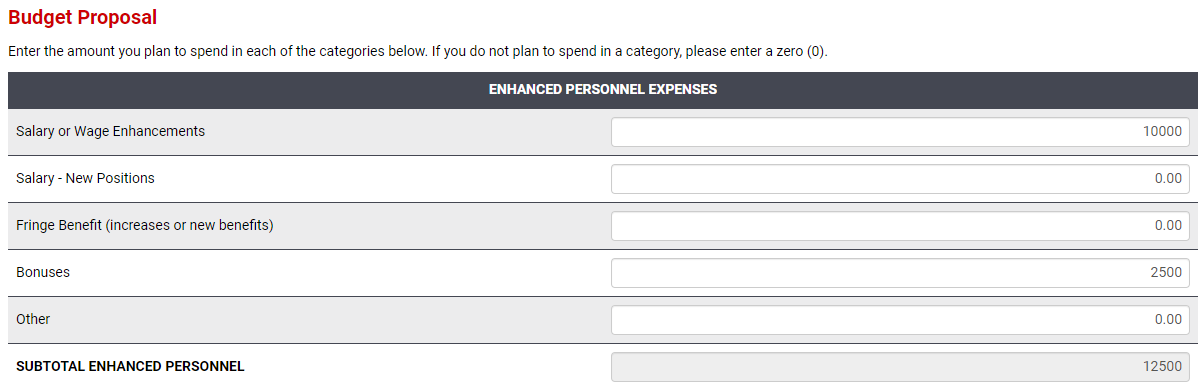 Budget Proposal
Enter the amount you plan to spend in each of the categories below. If you do not plan to spend in a category, please enter a zero (0).
ENHANCED PERSONNEL EXPENSES
Salary or Wage Enhancements 10000
Salary - New Positions 0.00
Fringe Benefit (increases or new benefits) 0.00
Bonuses 2500
Other 0.00
SUBTOTAL ENHANCED PERSONNEL 12500